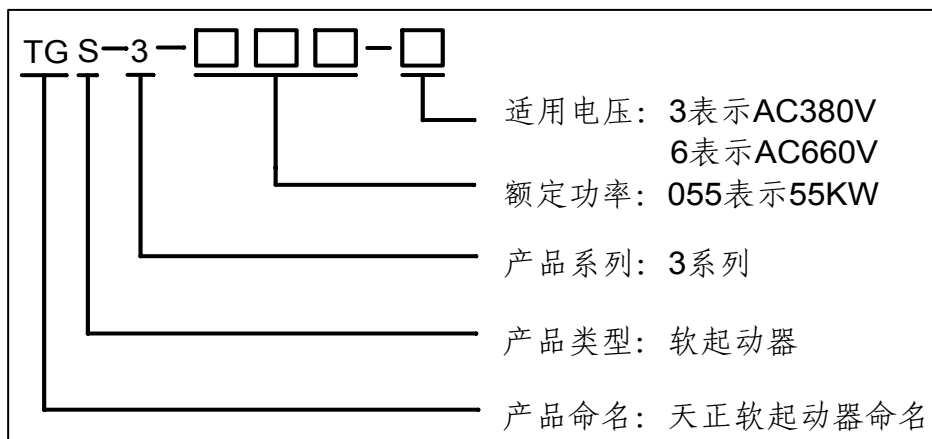 TG S-3-□□□-□
适用电压：3表示AC380V
6表示AC660V
额定功率：055表示55KW
产品系列：3系列
产品类型：软起动器
产品命名：天正软起动器命名